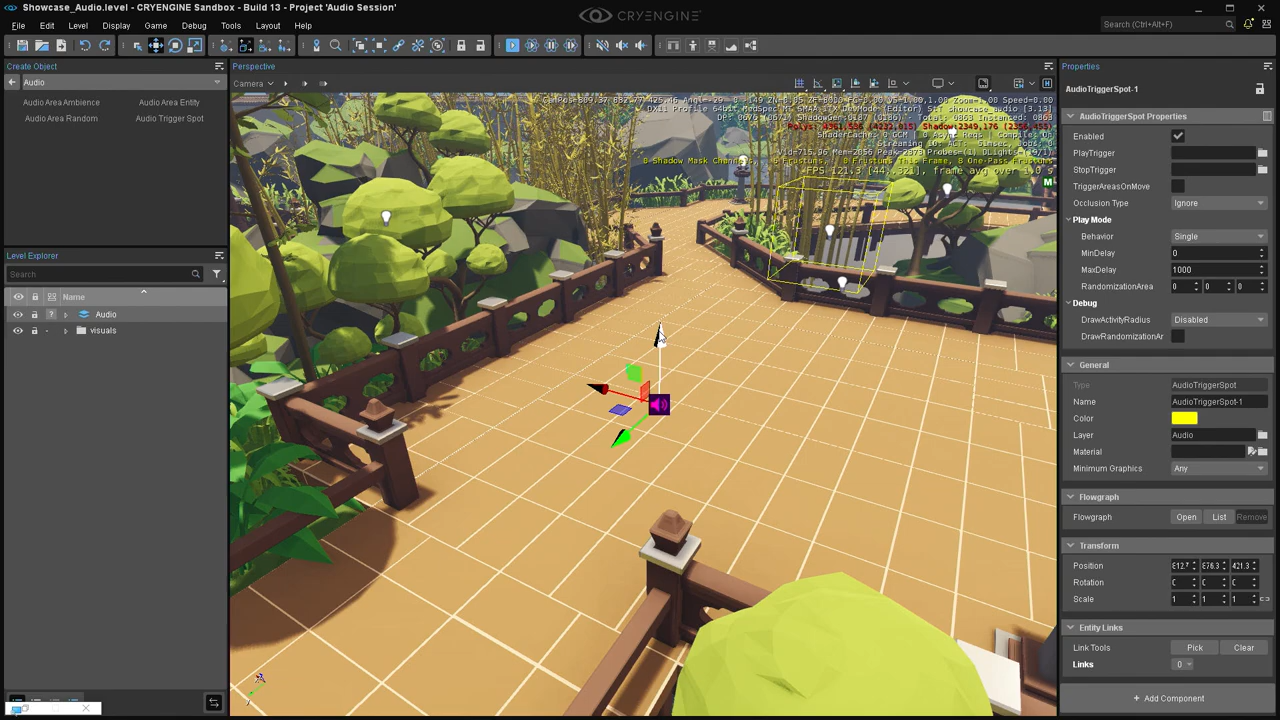 Showcase_Audio.level - CRYENGINE Sandbox - Build 13 - Project 'Audio Session'
CRYENGINE
File Edit Level Display Game Debug Tools Layout Help
Search (Ctrl+Alt+F)
Create Object
Audio
Audio Area Ambience
Audio Area Entity
Audio Area Random
Audio Trigger Spot
Level Explorer
Search
Name
? Audio
visuals
Perspective
Camera
FPS 121.3
M
Properties
AudioTriggerSpot-1
AudioTriggerSpot Properties
Enabled
PlayTrigger
StopTrigger
TriggerAreasOnMove
Occlusion Type Ignore
Play Mode
Behavior Single
MinDelay 0
MaxDelay 1000
RandomizationArea 0 0 0
Debug
DrawActivityRadius Disabled
DrawRandomizationAr
General
Type AudioTriggerSpot
Name AudioTriggerSpot-1
Color
Layer Audio
Material
Minimum Graphics Any
Flowgraph
Flowgraph Open List Remove
Transform
Position
Rotation
Scale 1 1 1
Entity Links
Link Tools Pick Clear
Links 0
Add Component